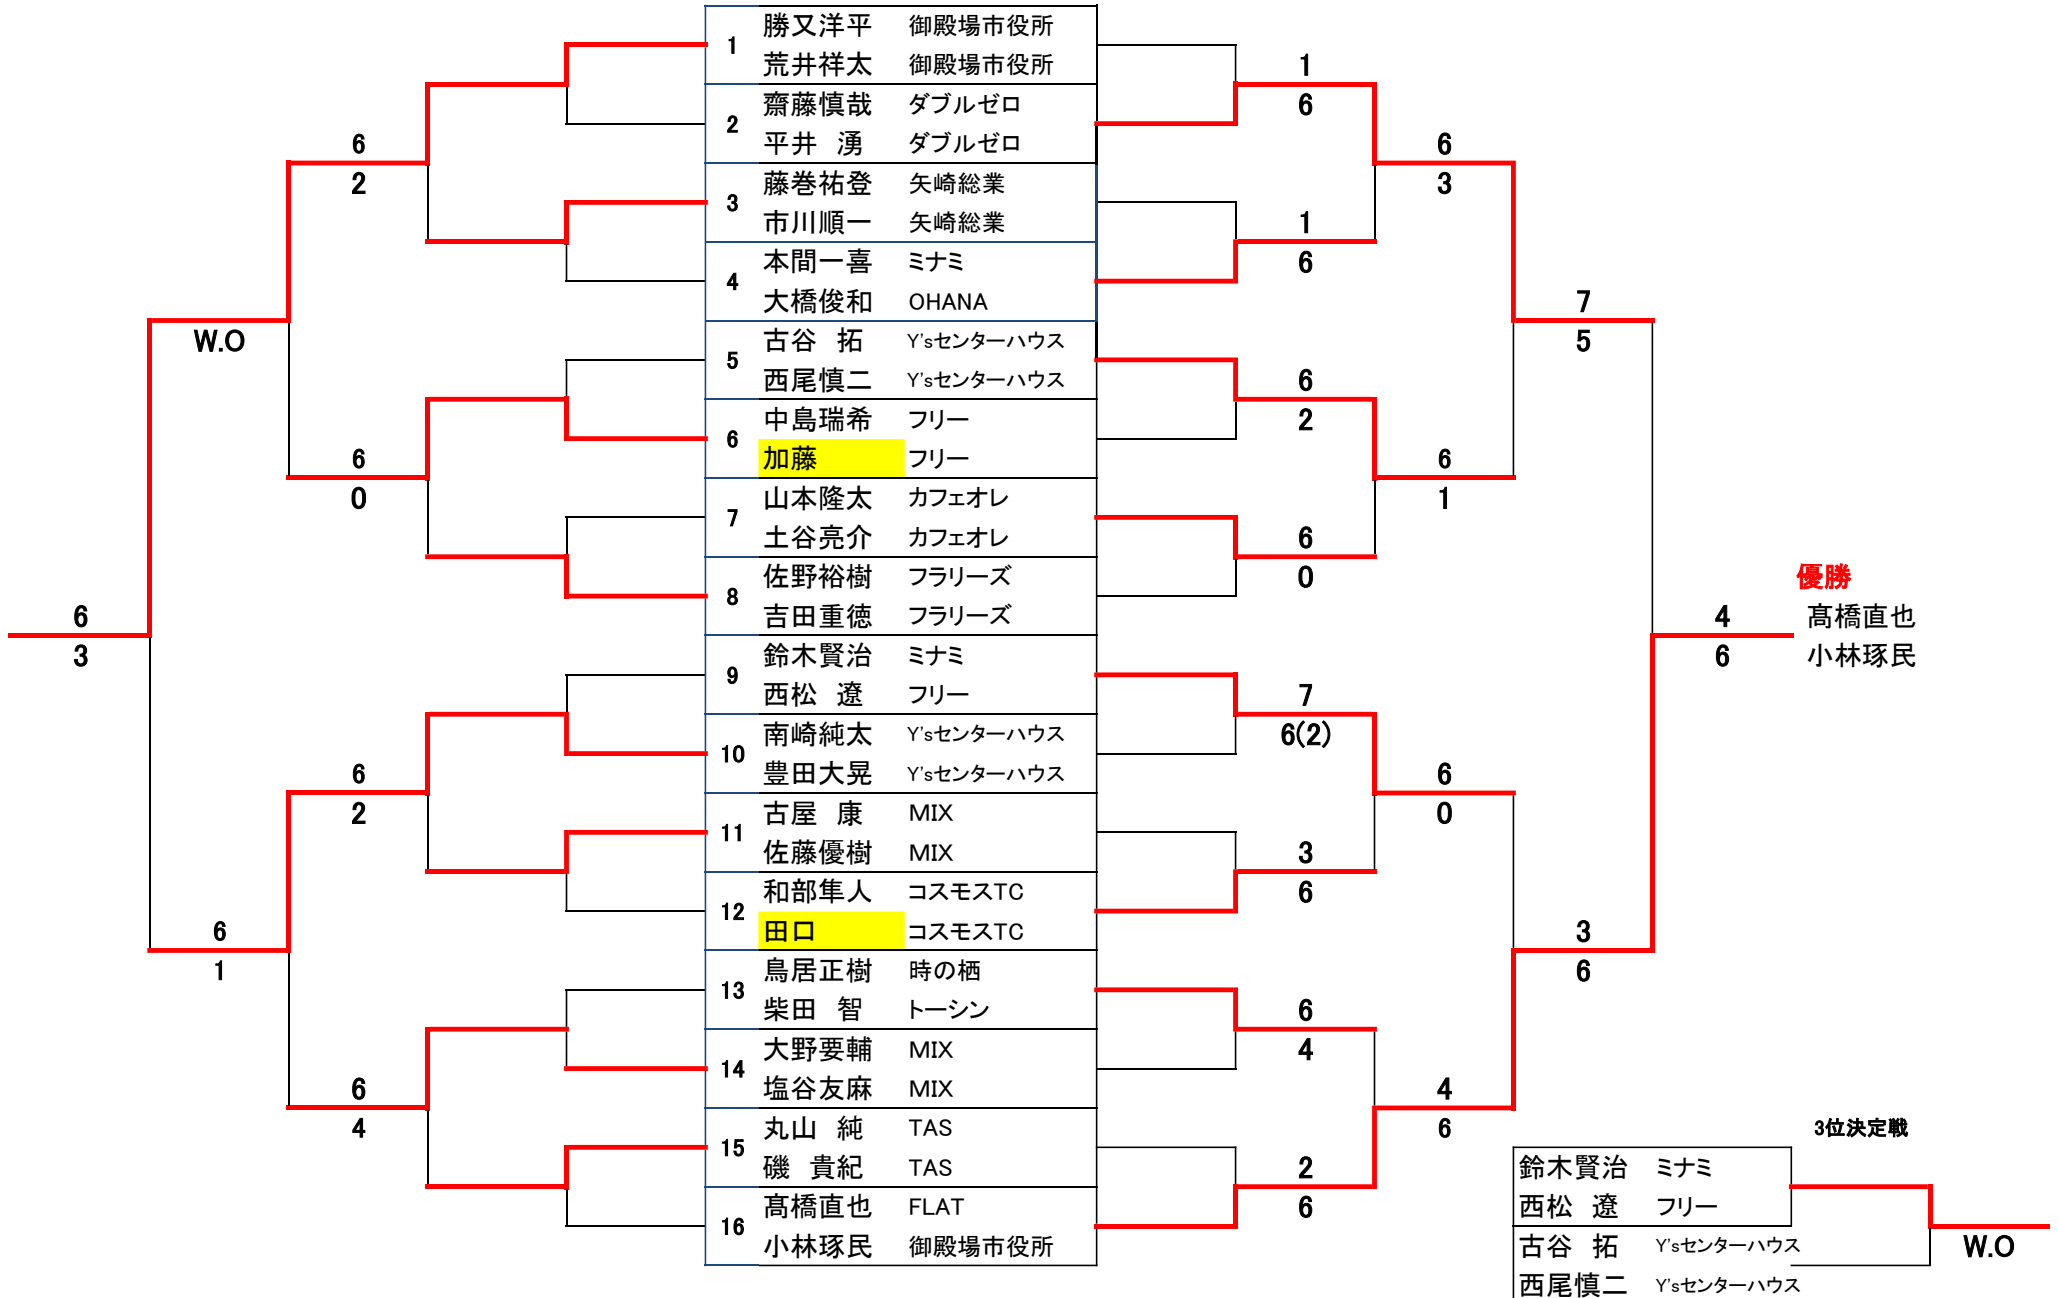 1 勝又洋平 御殿場市役所
荒井祥太 御殿場市役所
2 齋藤慎哉 ダブルゼロ
平井 湧 ダブルゼロ
3 藤巻祐登 矢崎総業
市川順一 矢崎総業
4 本間一喜 ミナミ
大橋俊和 OHANA
5 古谷 拓 Y'sセンターハウス
西尾慎二 Y'sセンターハウス
6 中島瑞希 フリー
加藤 フリー
7 山本隆太 カフェオレ
土谷亮介 カフェオレ
8 佐野裕樹 フラリーズ
吉田重徳 フラリーズ
9 鈴木賢治 ミナミ
西松 遼 フリー
10 南崎純太 Y'sセンターハウス
豊田大晃 Y'sセンターハウス
11 古屋 康 MIX
佐藤優樹 MIX
12 和部隼人 コスモスTC
田口 コスモスTC
13 鳥居正樹 時の栖
柴田 智 トーシン
14 大野要輔 MIX
塩谷友麻 MIX
15 丸山 純 TAS
磯 貴紀 TAS
16 髙橋直也 FLAT
小林琢民 御殿場市役所
6
2
6
0
6
2
6
4
W.O
6
1
6
3
1
6
1
6
6
2
6
0
7
6(2)
3
6
6
4
2
6
6
3
6
1
6
0
4
6
7
5
3
6
4
6
優勝
髙橋直也
小林琢民
3位決定戦
鈴木賢治 ミナミ
西松 遼 フリー
古谷 拓 Y'sセンターハウス
西尾慎二 Y'sセンターハウス
W.O